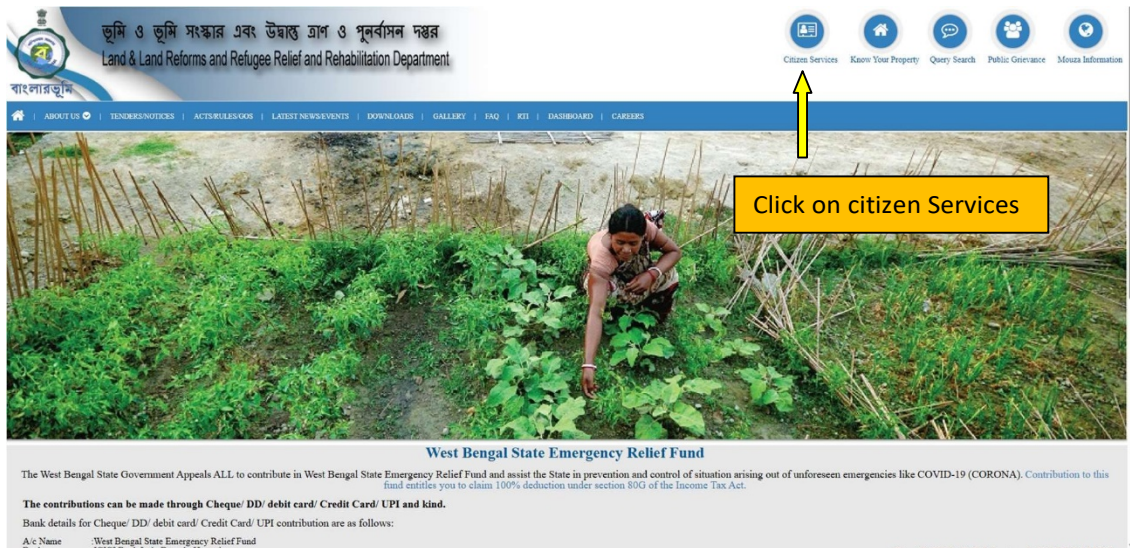 ভূমি ও ভূমি সংস্কার এবং উদ্বাস্তু ত্রাণ ও পুনর্বাসন দপ্তর
Land & Land Reforms and Refugee Relief and Rehabilitation Department
বাংলারভূমি
Citizen Services Know Your Property Query Search Public Grievance Mouza Information
ABOUT US | TENDERS/NOTICES | ACTS/RULES/GOS | LATEST NEWS/EVENTS | DOWNLOADS | GALLERY | FAQ | RTI | DASHBOARD | CAREERS
Click on citizen Services
West Bengal State Emergency Relief Fund
The West Bengal State Government Appeals ALL to contribute in West Bengal State Emergency Relief Fund and assist the State in prevention and control of situation arising out of unforeseen emergencies like COVID-19 (CORONA). Contribution to this
fund entitles you to claim 100% deduction under section 80G of the Income Tax Act.
The contributions can be made through Cheque/ DD/ debit card/ Credit Card/ UPI and kind.
Bank details for Cheque/ DD/ debit card/ Credit Card/ UPI contribution are as follows:
A/c Name :West Bengal State Emergency Relief Fund